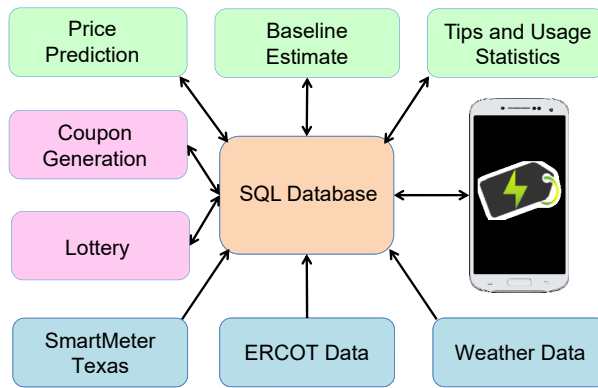 Price
Prediction
Baseline
Estimate
Tips and Usage
Statistics
Coupon
Generation
SQL Database
Lottery
SmartMeter
Texas
ERCOT Data
Weather Data